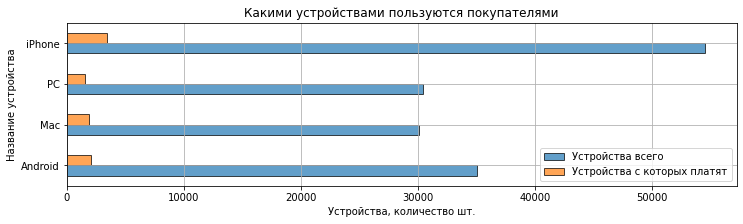 Какими устройствами пользуются покупателями
Название устройства
iPhone
PC
Mac
Android
0 10000 20000 30000 40000 50000
Устройства, количество шт.
Устройства всего
Устройства с которых платят